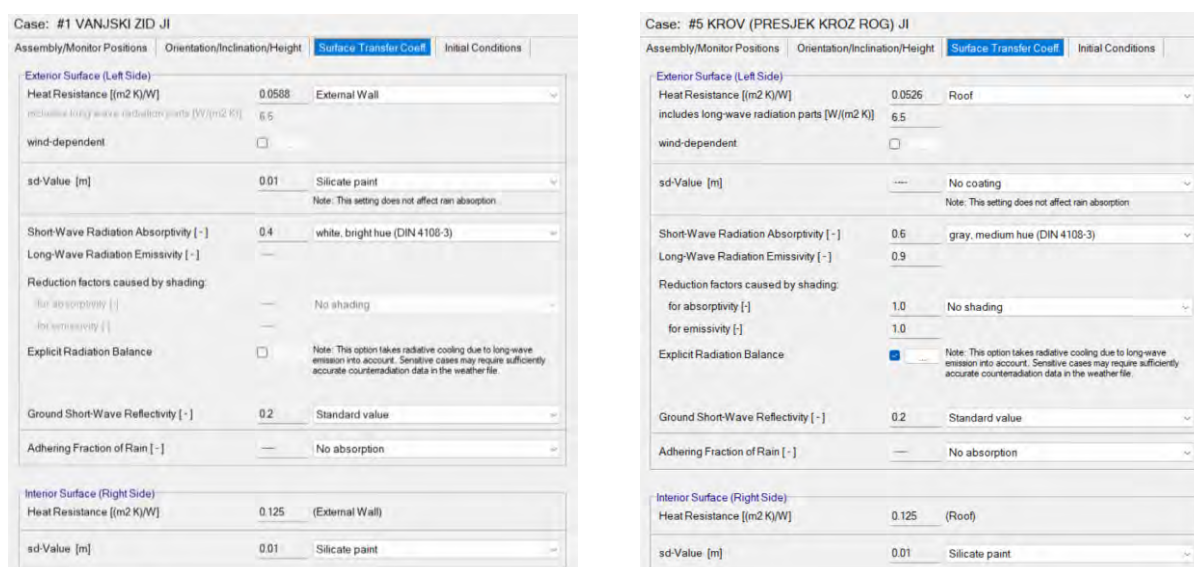 Case: #1 VANJSKI ZID JI
Assembly/Monitor Positions Orientation/Inclination/Height Surface Transfer Coeff. Initial Conditions
Exterior Surface (Left Side)
Heat Resistance [(m2 K)/W] 0.0588 External Wall
includes long-wave radiation parts [W/(m2 K)] 6.5
wind-dependent
sd-Value [m] 0.01 Silicate paint
Note: This setting does not affect rain absorption
Short-Wave Radiation Absorptivity [ - ] 0.4 white, bright hue (DIN 4108-3)
Long-Wave Radiation Emissivity [ - ] ----
Reduction factors caused by shading:
for absorptivity [-] ---- No shading
for emissivity [-] ----
Explicit Radiation Balance
Note: This option takes radiative cooling due to long-wave
emission into account. Sensitive cases may require sufficiently
accurate counterradiation data in the weather file.
Ground Short-Wave Reflectivity [ - ] 0.2 Standard value
Adhering Fraction of Rain [ - ] ---- No absorption
Interior Surface (Right Side)
Heat Resistance [(m2 K)/W] 0.125 (External Wall)
sd-Value [m] 0.01 Silicate paint
Case: #5 KROV (PRESJEK KROZ ROG) JI
Assembly/Monitor Positions Orientation/Inclination/Height Surface Transfer Coeff. Initial Conditions
Exterior Surface (Left Side)
Heat Resistance [(m2 K)/W] 0.0526 Roof
includes long-wave radiation parts [W/(m2 K)] 6.5
wind-dependent
sd-Value [m] ---- No coating
Note: This setting does not affect rain absorption
Short-Wave Radiation Absorptivity [ - ] 0.6 gray, medium hue (DIN 4108-3)
Long-Wave Radiation Emissivity [ - ] 0.9
Reduction factors caused by shading:
for absorptivity [-] 1.0 No shading
for emissivity [-] 1.0
Explicit Radiation Balance ...
Note: This option takes radiative cooling due to long-wave
emission into account. Sensitive cases may require sufficiently
accurate counterradiation data in the weather file.
Ground Short-Wave Reflectivity [ - ] 0.2 Standard value
Adhering Fraction of Rain [ - ] ---- No absorption
Interior Surface (Right Side)
Heat Resistance [(m2 K)/W] 0.125 (Roof)
sd-Value [m] 0.01 Silicate paint